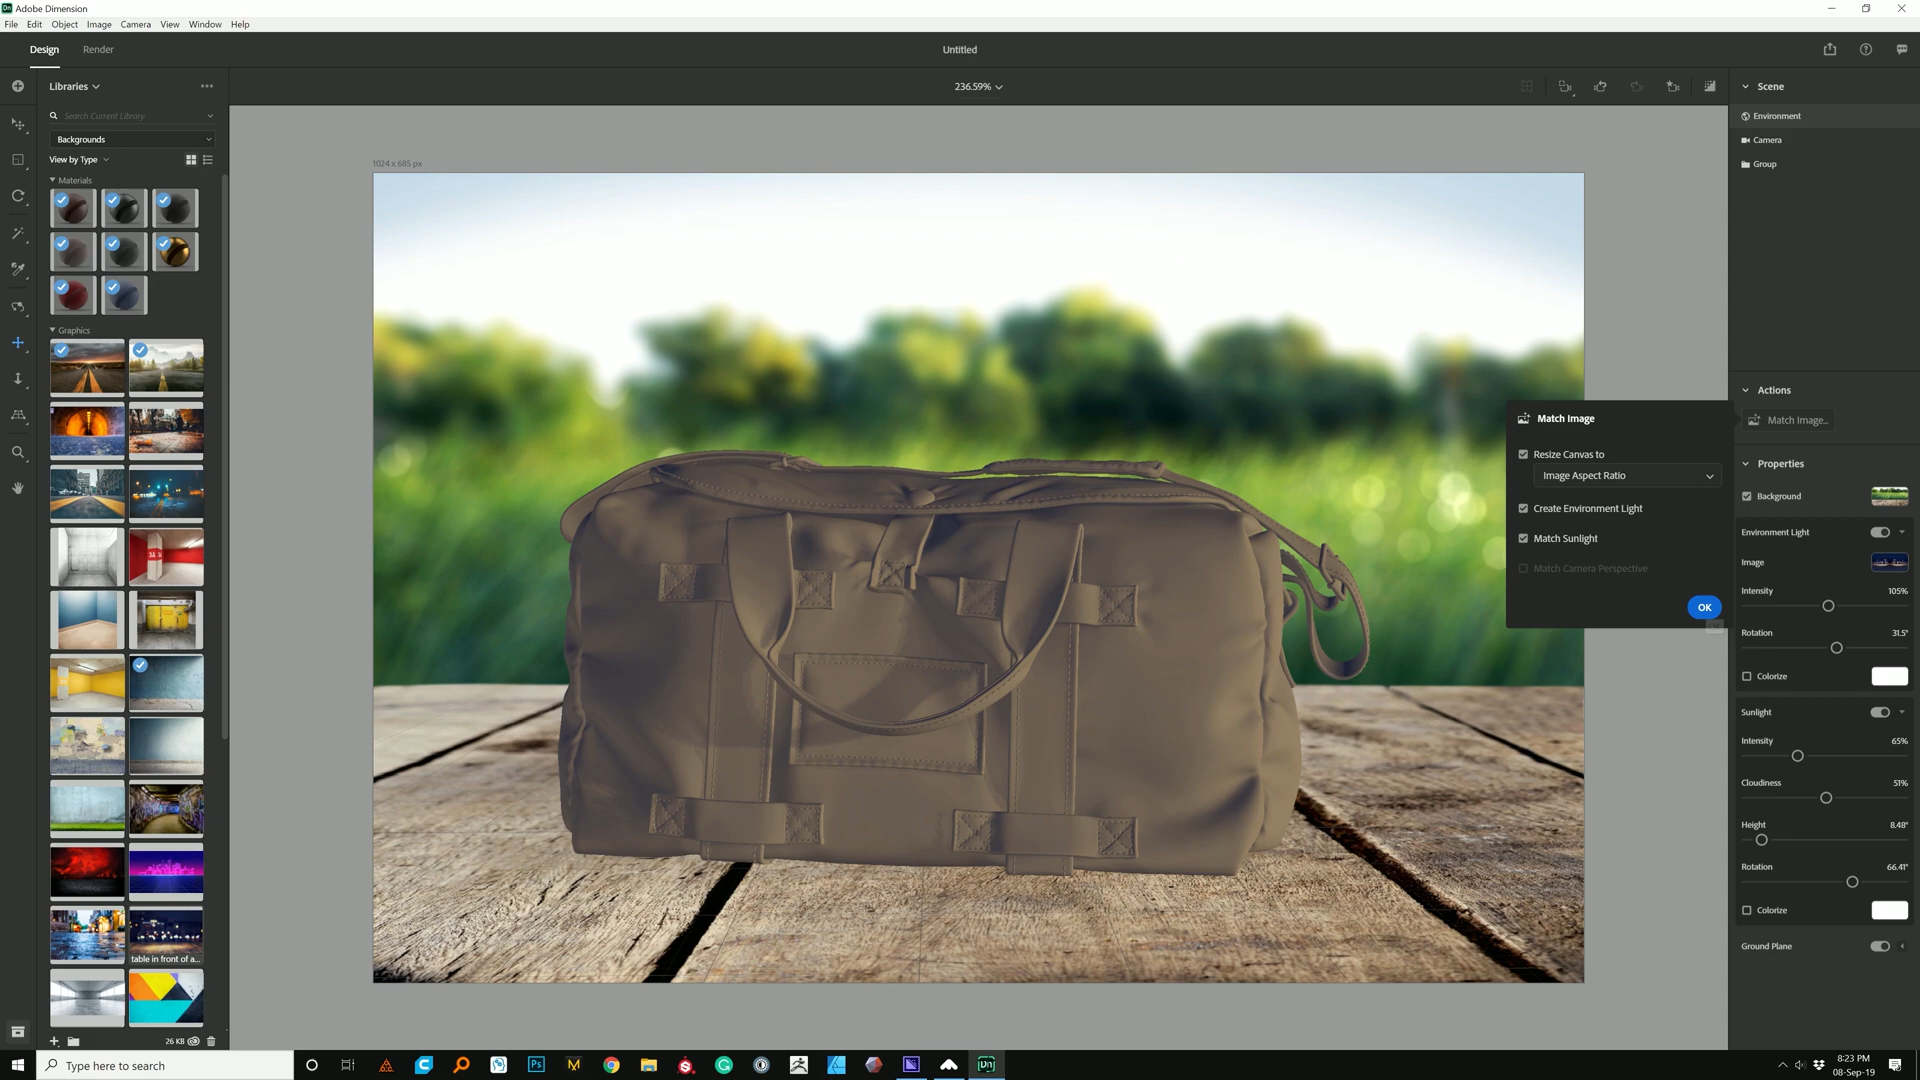 Adobe Dimension
File Edit Object Image Camera View Window Help
Design Render Untitled
Libraries
236.59%
Search Current Library
Backgrounds
View by Type
Materials
Graphics
table in front of a...
26 KB
1024 x 685 px
Match Image
Resize Canvas to
Image Aspect Ratio
Create Environment Light
Match Sunlight
Match Camera Perspective
OK
Scene
Environment
Camera
Group
Actions
Match Image...
Properties
Background
Environment Light
Image
Intensity 105%
Rotation 31.5°
Colorize
Sunlight
Intensity 65%
Cloudiness 51%
Height 8.48°
Rotation 66.41°
Colorize
Ground Plane
Type here to search
8:23 PM
08-Sep-19